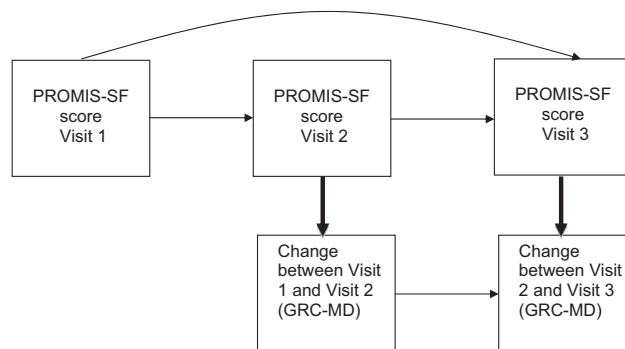 PROMIS-SF
score
Visit 1
PROMIS-SF
score
Visit 2
PROMIS-SF
score
Visit 3
Change
between Visit
1 and Visit 2
(GRC-MD)
Change
between Visit
2 and Visit 3
(GRC-MD)